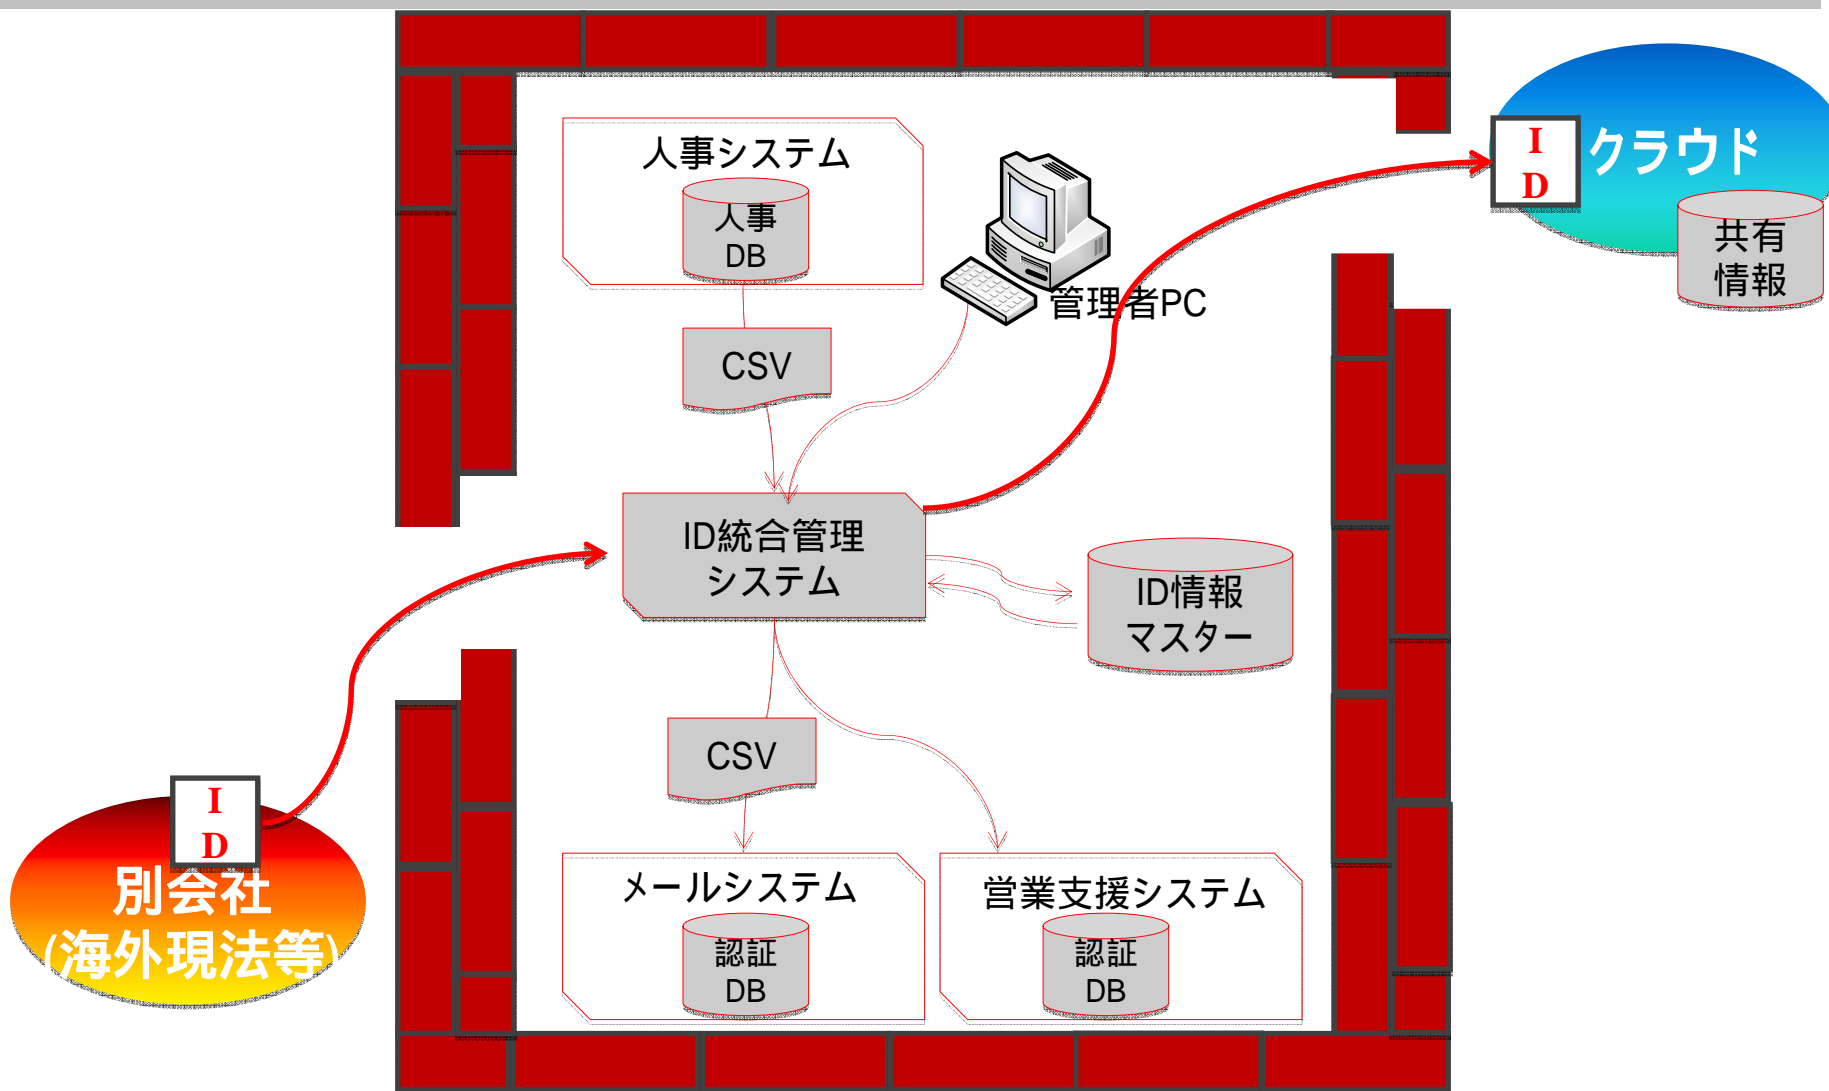 人事システム
人事
DB
管理者PC
I
D
クラウド
共有
情報
CSV
ID統合管理
システム
ID情報
マスター
CSV
I
D
別会社
(海外現法等)
メールシステム
認証
DB
営業支援システム
認証
DB